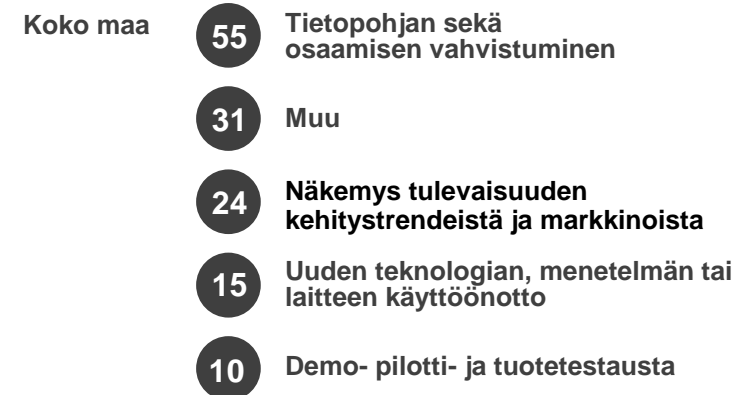 Koko maa
55
Tietopohjan sekä
osaamisen vahvistuminen
31
Muu
24
Näkemys tulevaisuuden
kehitystrendeistä ja markkinoista
15
Uuden teknologian, menetelmän tai
laitteen käyttöönotto
10
Demo- pilotti- ja tuotetestausta